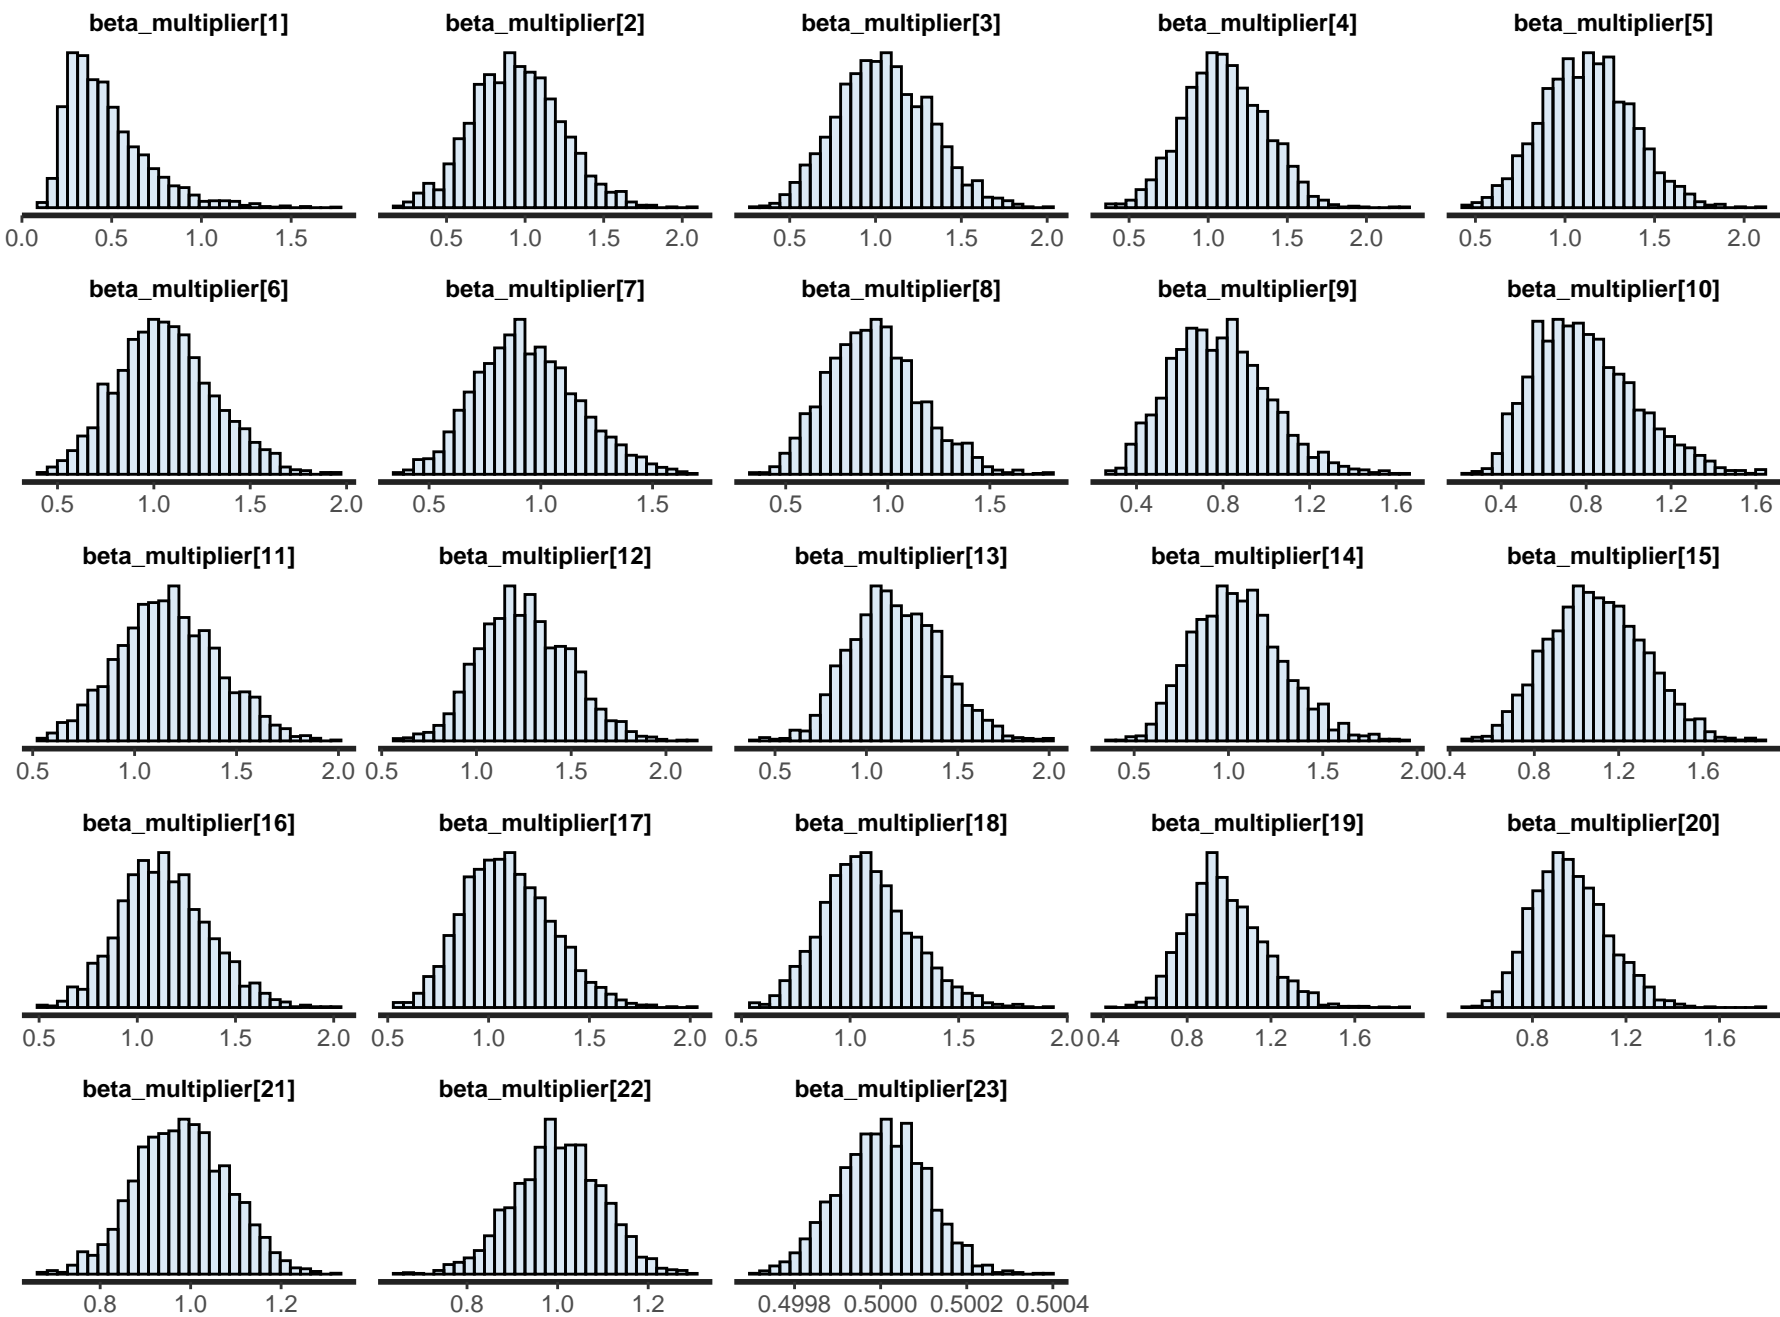 beta_multiplier[1] beta_multiplier[2] beta_multiplier[3] beta_multiplier[4] beta_multiplier[5]
0.0 0.5 1.0 1.5 0.5 1.0 1.5 2.0 0.5 1.0 1.5 2.0 0.5 1.0 1.5 2.0 0.5 1.0 1.5 2.0
beta_multiplier[6] beta_multiplier[7] beta_multiplier[8] beta_multiplier[9] beta_multiplier[10]
0.5 1.0 1.5 2.0 0.5 1.0 1.5 0.5 1.0 1.5 0.4 0.8 1.2 1.6 0.4 0.8 1.2 1.6
beta_multiplier[11] beta_multiplier[12] beta_multiplier[13] beta_multiplier[14] beta_multiplier[15]
0.5 1.0 1.5 2.0 0.5 1.0 1.5 2.0 0.5 1.0 1.5 2.0 0.5 1.0 1.5 2.0 0.4 0.8 1.2 1.6
beta_multiplier[16] beta_multiplier[17] beta_multiplier[18] beta_multiplier[19] beta_multiplier[20]
0.5 1.0 1.5 2.0 0.5 1.0 1.5 2.0 0.5 1.0 1.5 2.0 0.4 0.8 1.2 1.6 0.8 1.2 1.6
beta_multiplier[21] beta_multiplier[22] beta_multiplier[23]
0.8 1.0 1.2 0.8 1.0 1.2 0.4998 0.5000 0.5002 0.5004